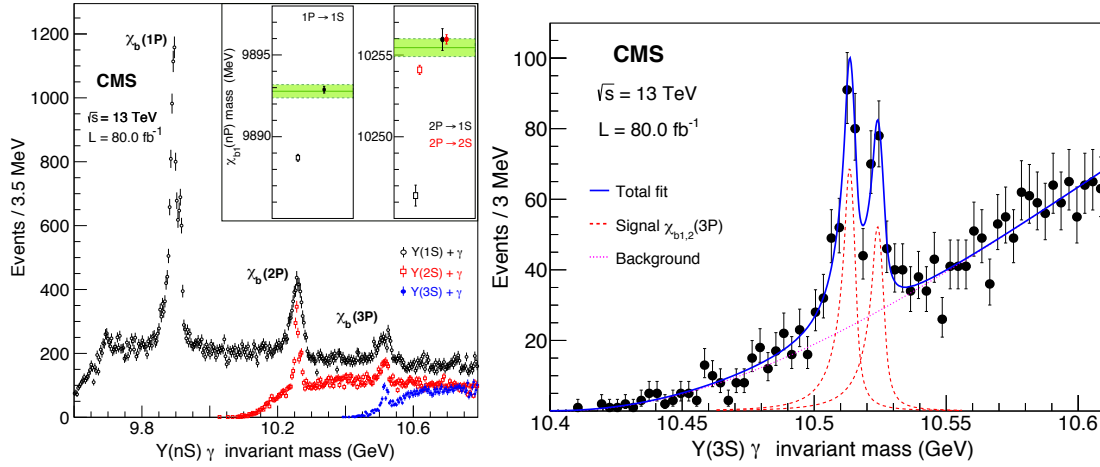 1200
1000
800
600
400
200
0
Events / 3.5 MeV
9.8
10
10.2
10.4
10.6
Υ(nS) γ invariant mass (GeV)
χb(1P)
CMS
√s = 13 TeV
L = 80.0 fb⁻¹
χb(2P)
χb(3P)
Υ(1S) + γ
Υ(2S) + γ
Υ(3S) + γ
χb1(nP) mass (MeV)
9895
9890
1P→1S
10255
10250
2P→1S
2P→2S
100
80
60
40
20
0
Events / 3 MeV
CMS
√s = 13 TeV
L = 80.0 fb⁻¹
Total fit
Signal χb1,2(3P)
Background
10.4
10.45
10.5
10.55
10.6
Υ(3S) γ invariant mass (GeV)